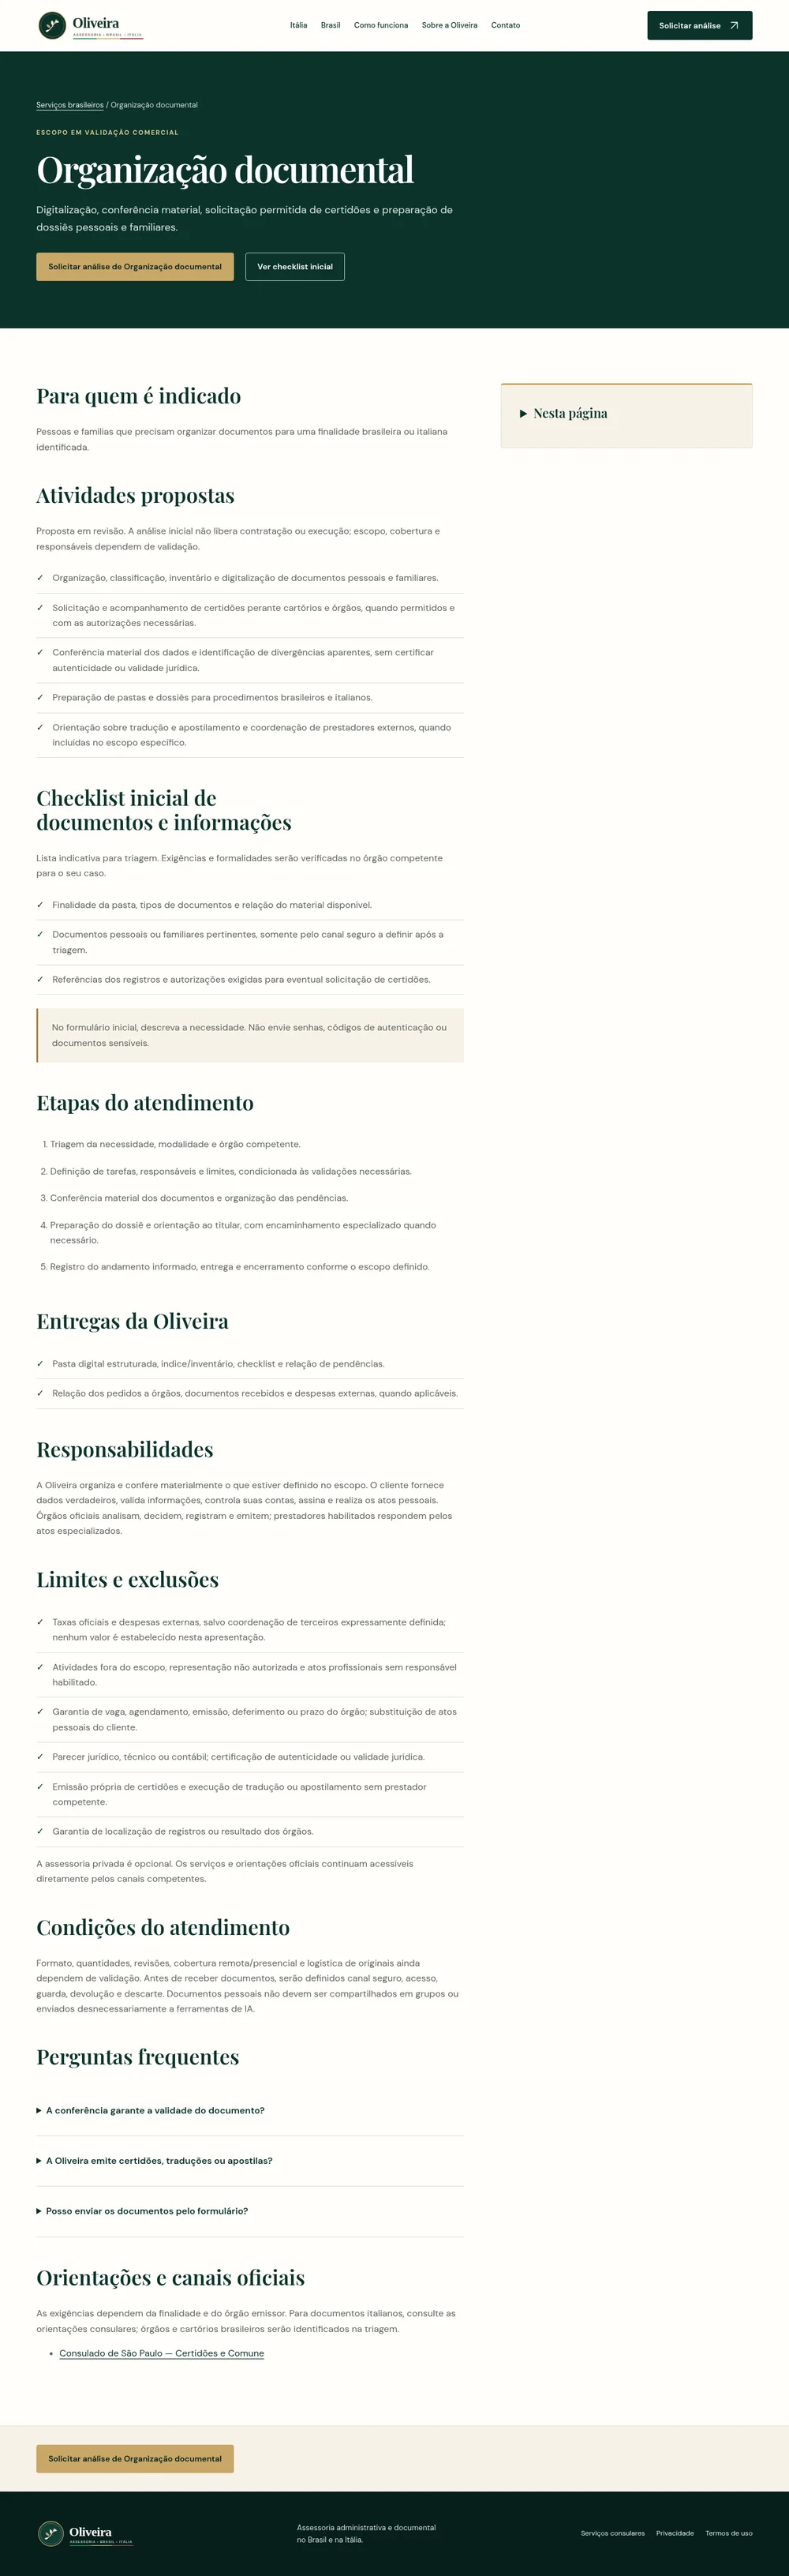 Oliveira
ASSESSORIA • BRASIL • ITÁLIA
Itália Brasil Como funciona Sobre a Oliveira Contato
Solicitar análise
Serviços brasileiros / Organização documental
ESCOPO EM VALIDAÇÃO COMERCIAL
Organização documental
Digitalização, conferência material, solicitação permitida de certidões e preparação de
dossiês pessoais e familiares.
Solicitar análise de Organização documental
Ver checklist inicial
Para quem é indicado
Pessoas e famílias que precisam organizar documentos para uma finalidade brasileira ou italiana
identificada.
Nesta página
Atividades propostas
Proposta em revisão. A análise inicial não libera contratação ou execução; escopo, cobertura e
responsáveis dependem de validação.
✓ Organização, classificação, inventário e digitalização de documentos pessoais e familiares.
✓ Solicitação e acompanhamento de certidões perante cartórios e órgãos, quando permitidos e
com as autorizações necessárias.
✓ Conferência material dos dados e identificação de divergências aparentes, sem certificar
autenticidade ou validade jurídica.
✓ Preparação de pastas e dossiês para procedimentos brasileiros e italianos.
✓ Orientação sobre tradução e apostilamento e coordenação de prestadores externos, quando
incluídas no escopo específico.
Checklist inicial de
documentos e informações
Lista indicativa para triagem. Exigências e formalidades serão verificadas no órgão competente
para o seu caso.
✓ Finalidade da pasta, tipos de documentos e relação do material disponível.
✓ Documentos pessoais ou familiares pertinentes, somente pelo canal seguro a definir após a
triagem.
✓ Referências dos registros e autorizações exigidas para eventual solicitação de certidões.
No formulário inicial, descreva a necessidade. Não envie senhas, códigos de autenticação ou
documentos sensíveis.
Etapas do atendimento
1. Triagem da necessidade, modalidade e órgão competente.
2. Definição de tarefas, responsáveis e limites, condicionada às validações necessárias.
3. Conferência material dos documentos e organização das pendências.
4. Preparação do dossiê e orientação ao titular, com encaminhamento especializado quando
necessário.
5. Registro do andamento informado, entrega e encerramento conforme o escopo definido.
Entregas da Oliveira
✓ Pasta digital estruturada, índice/inventário, checklist e relação de pendências.
✓ Relação dos pedidos a órgãos, documentos recebidos e despesas externas, quando aplicáveis.
Responsabilidades
A Oliveira organiza e confere materialmente o que estiver definido no escopo. O cliente fornece
dados verdadeiros, valida informações, controla suas contas, assina e realiza os atos pessoais.
Órgãos oficiais analisam, decidem, registram e emitem; prestadores habilitados respondem pelos
atos especializados.
Limites e exclusões
✓ Taxas oficiais e despesas externas, salvo coordenação de terceiros expressamente definida;
nenhum valor é estabelecido nesta apresentação.
✓ Atividades fora do escopo, representação não autorizada e atos profissionais sem responsável
habilitado.
✓ Garantia de vaga, agendamento, emissão, deferimento ou prazo do órgão; substituição de atos
pessoais do cliente.
✓ Parecer jurídico, técnico ou contábil; certificação de autenticidade ou validade jurídica.
✓ Emissão própria de certidões e execução de tradução ou apostilamento sem prestador
competente.
✓ Garantia de localização de registros ou resultado dos órgãos.
A assessoria privada é opcional. Os serviços e orientações oficiais continuam acessíveis
diretamente pelos canais competentes.
Condições do atendimento
Formato, quantidades, revisões, cobertura remota/presencial e logística de originais ainda
dependem de validação. Antes de receber documentos, serão definidos canal seguro, acesso,
guarda, devolução e descarte. Documentos pessoais não devem ser compartilhados em grupos ou
enviados desnecessariamente a ferramentas de IA.
Perguntas frequentes
A conferência garante a validade do documento?
A Oliveira emite certidões, traduções ou apostilas?
Posso enviar os documentos pelo formulário?
Orientações e canais oficiais
As exigências dependem da finalidade e do órgão emissor. Para documentos italianos, consulte as
orientações consulares; órgãos e cartórios brasileiros serão identificados na triagem.
• Consulado de São Paulo — Certidões e Comune
Solicitar análise de Organização documental
Oliveira
ASSESSORIA • BRASIL • ITÁLIA
Assessoria administrativa e documental
no Brasil e na Itália.
Serviços consulares Privacidade Termos de uso